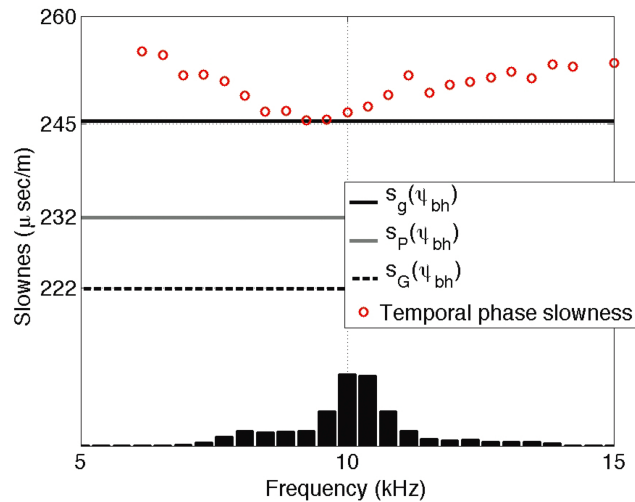 260
245
232
222
5
10
15
Slownes (μ sec/m)
Frequency (kHz)
s_g(ψ_bh)
s_P(ψ_bh)
s_G(ψ_bh)
Temporal phase slowness